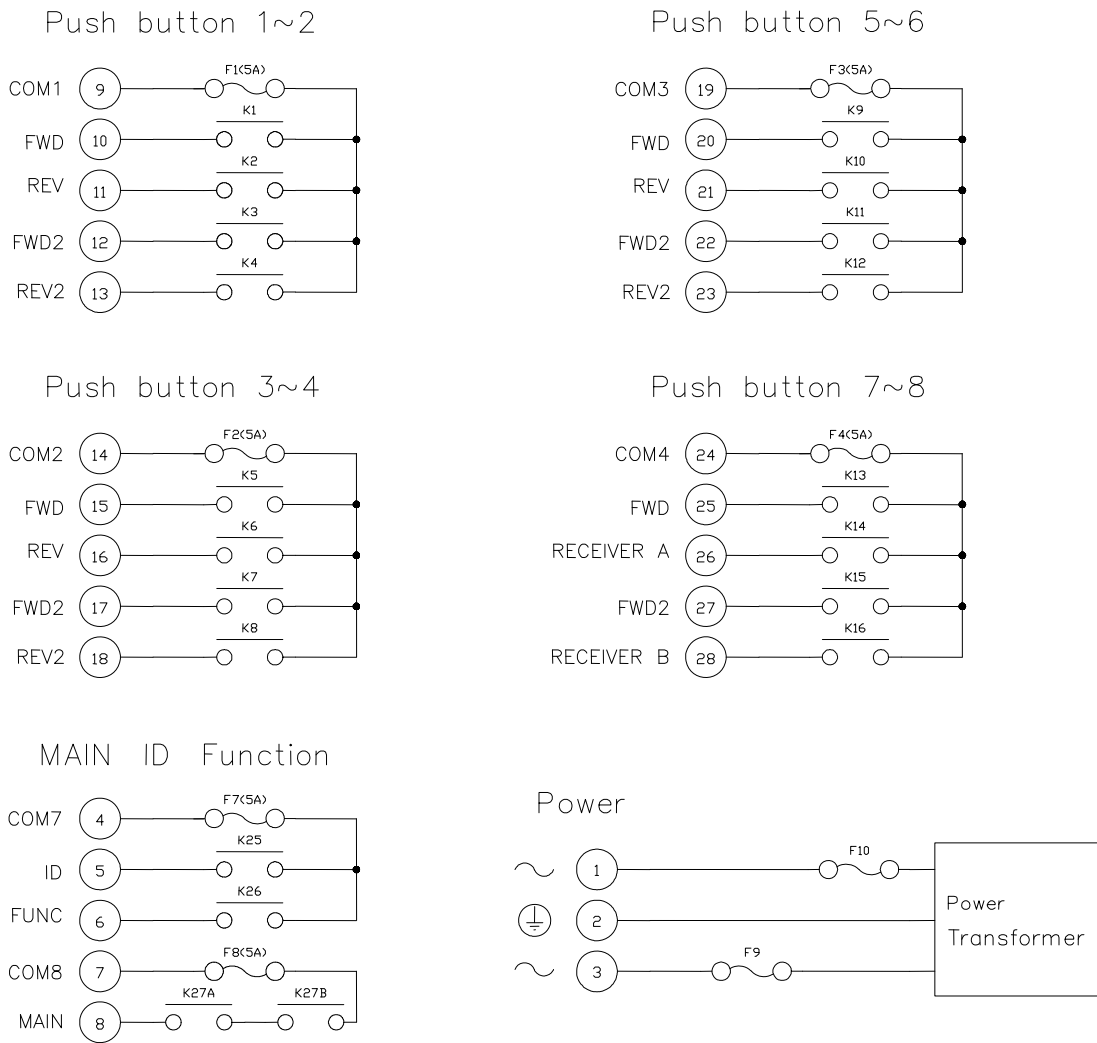 Push button 1~2
F1(5A)
COM1 9
K1
FWD 10
K2
REV 11
K3
FWD2 12
K4
REV2 13
Push button 5~6
F3(5A)
COM3 19
K9
FWD 20
K10
REV 21
K11
FWD2 22
K12
REV2 23
Push button 3~4
F2(5A)
COM2 14
K5
FWD 15
K6
REV 16
K7
FWD2 17
K8
REV2 18
Push button 7~8
F4(5A)
COM4 24
K13
FWD 25
K14
RECEIVER A 26
K15
FWD2 27
K16
RECEIVER B 28
MAIN ID Function
F7(5A)
COM7 4
K25
ID 5
K26
FUNC 6
F8(5A)
COM8 7
K27A K27B
MAIN 8
Power
F10
1
2
F9
3
Power
Transformer